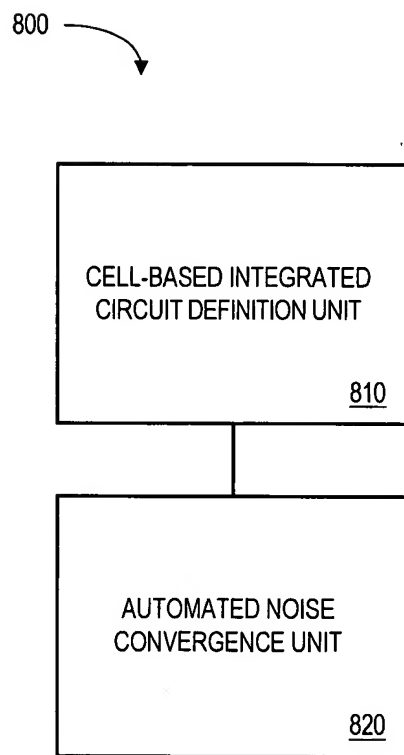 800
CELL-BASED INTEGRATED
CIRCUIT DEFINITION UNIT
810
AUTOMATED NOISE
CONVERGENCE UNIT
820